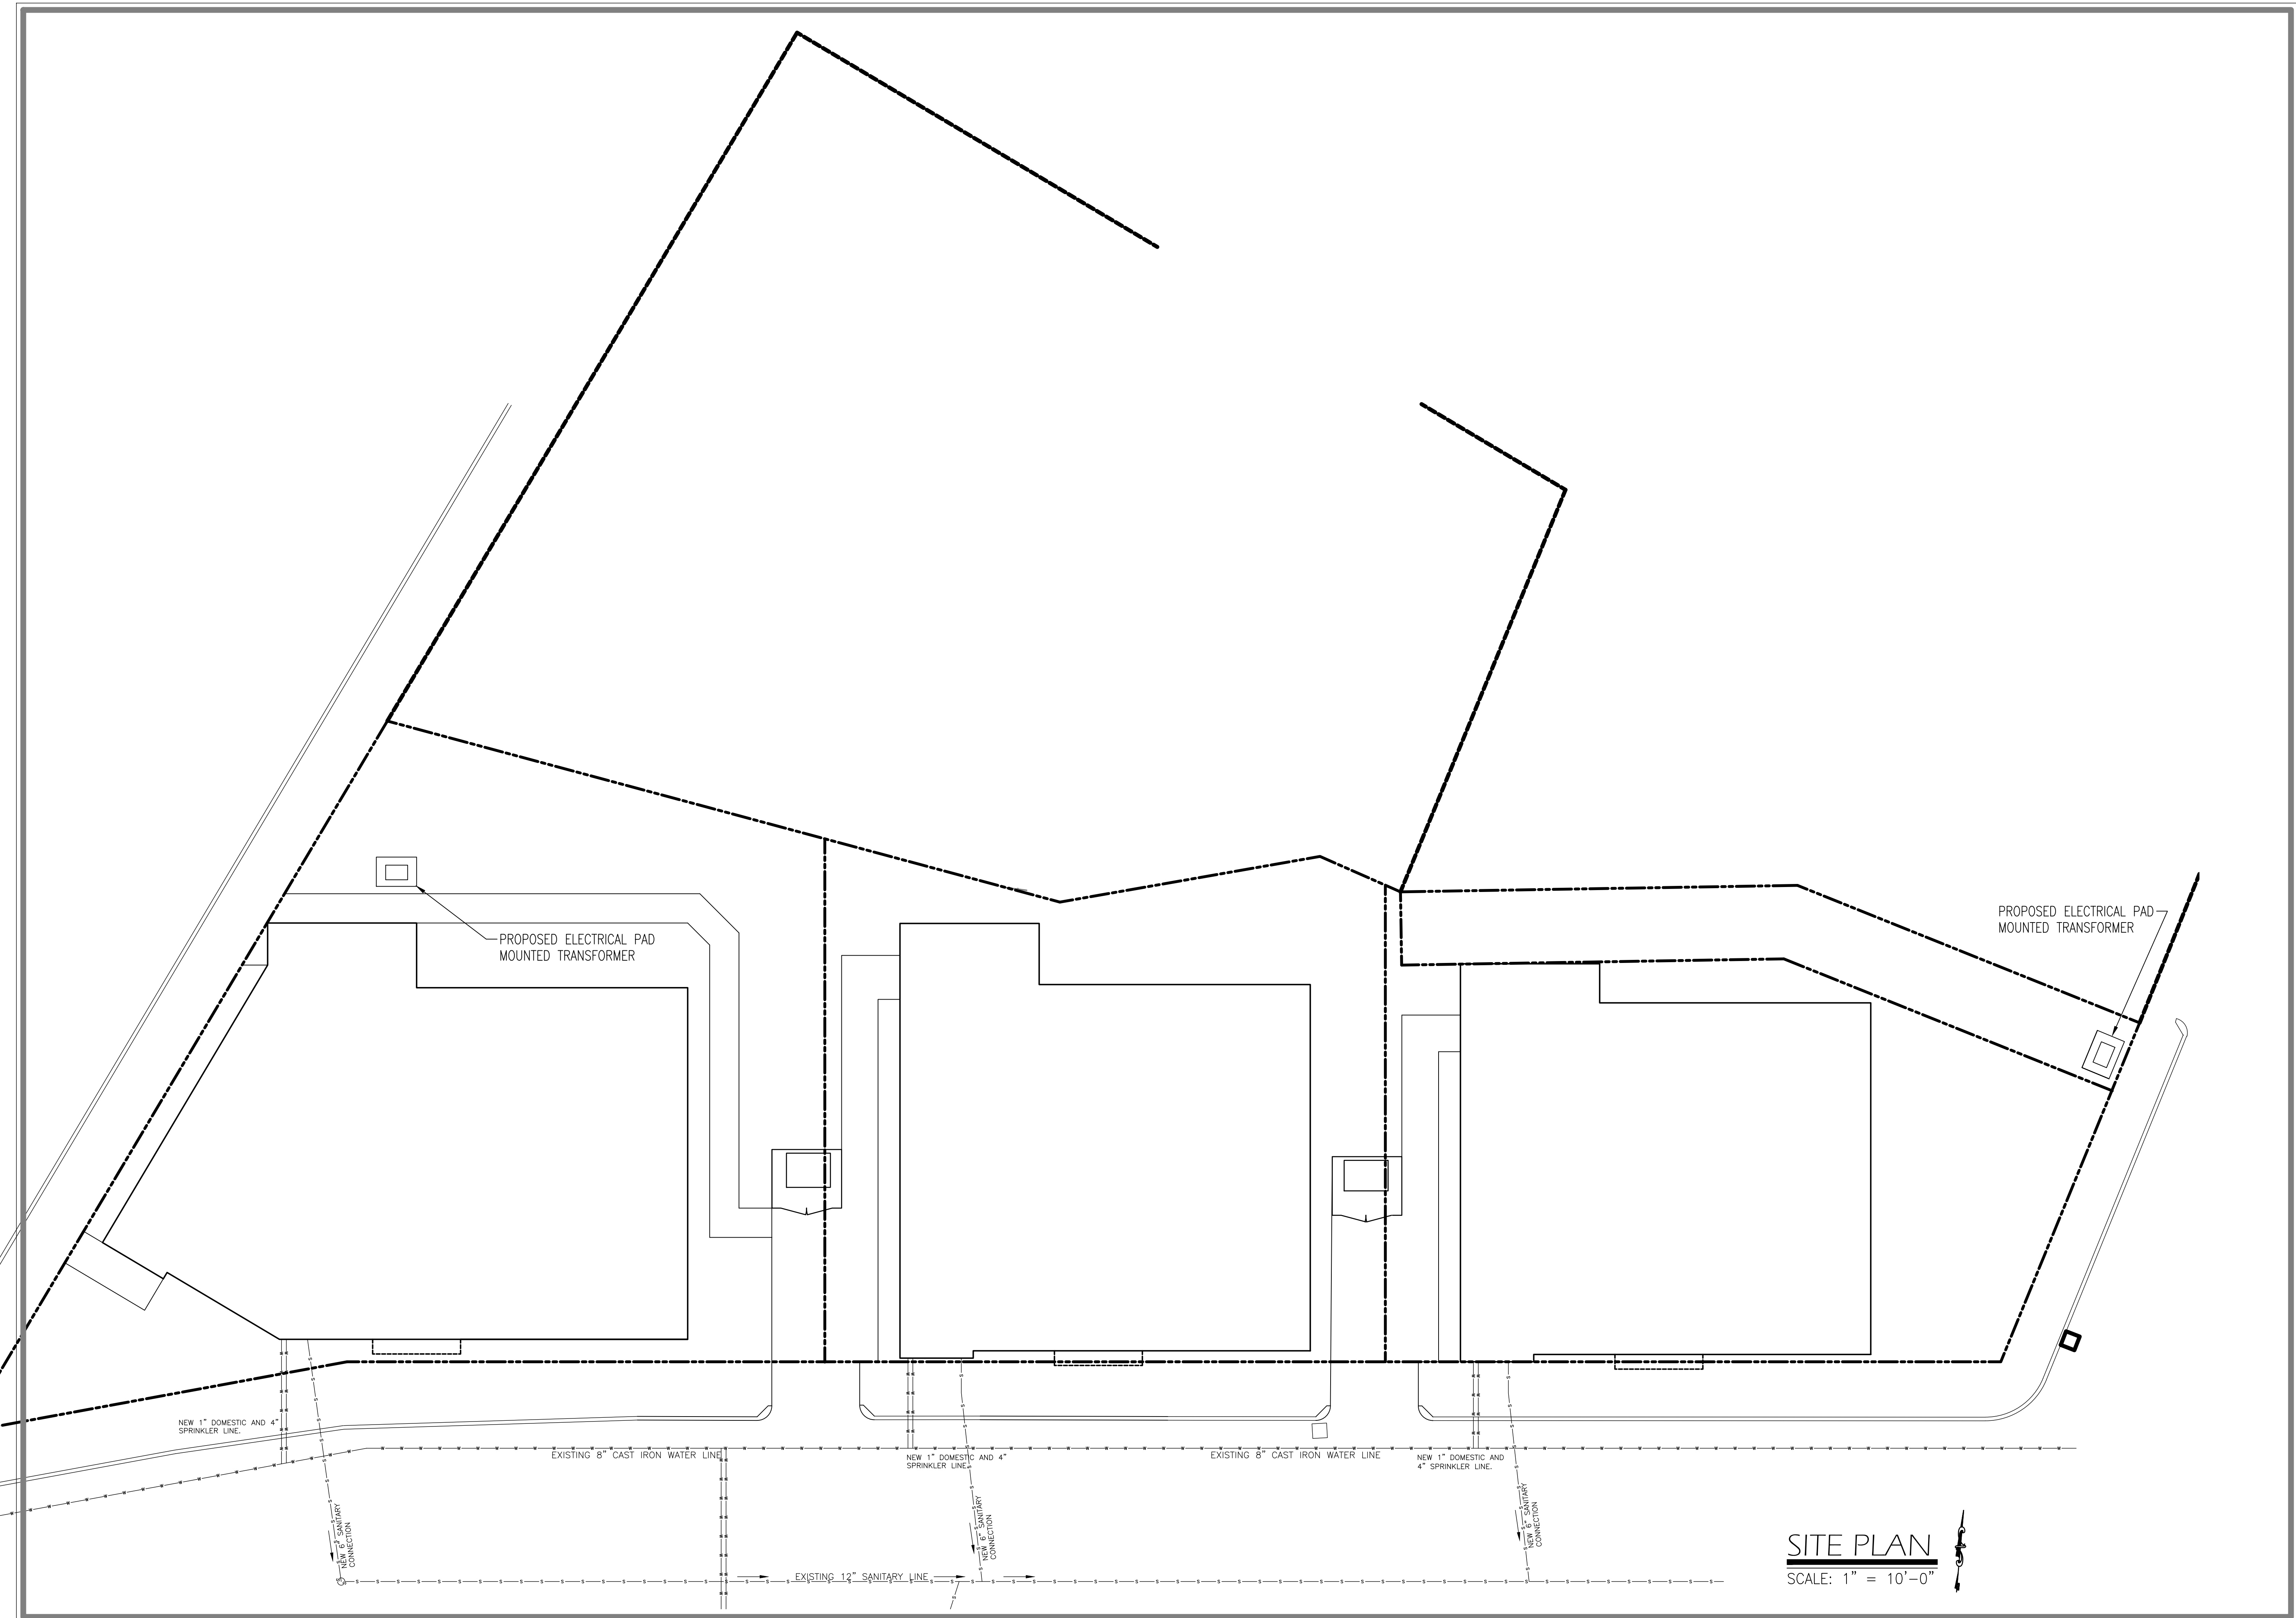 PROPOSED ELECTRICAL PAD
MOUNTED TRANSFORMER
PROPOSED ELECTRICAL PAD
MOUNTED TRANSFORMER
NEW 1" DOMESTIC AND 4"
SPRINKLER LINE.
EXISTING 8" CAST IRON WATER LINE
NEW 1" DOMESTIC AND 4"
SPRINKLER LINE.
EXISTING 8" CAST IRON WATER LINE
NEW 1" DOMESTIC AND
4" SPRINKLER LINE.
NEW 6" SANITARY
CONNECTION
NEW 6" SANITARY
CONNECTION
NEW 6" SANITARY
CONNECTION
EXISTING 12" SANITARY LINE
SITE PLAN
SCALE: 1" = 10'-0"